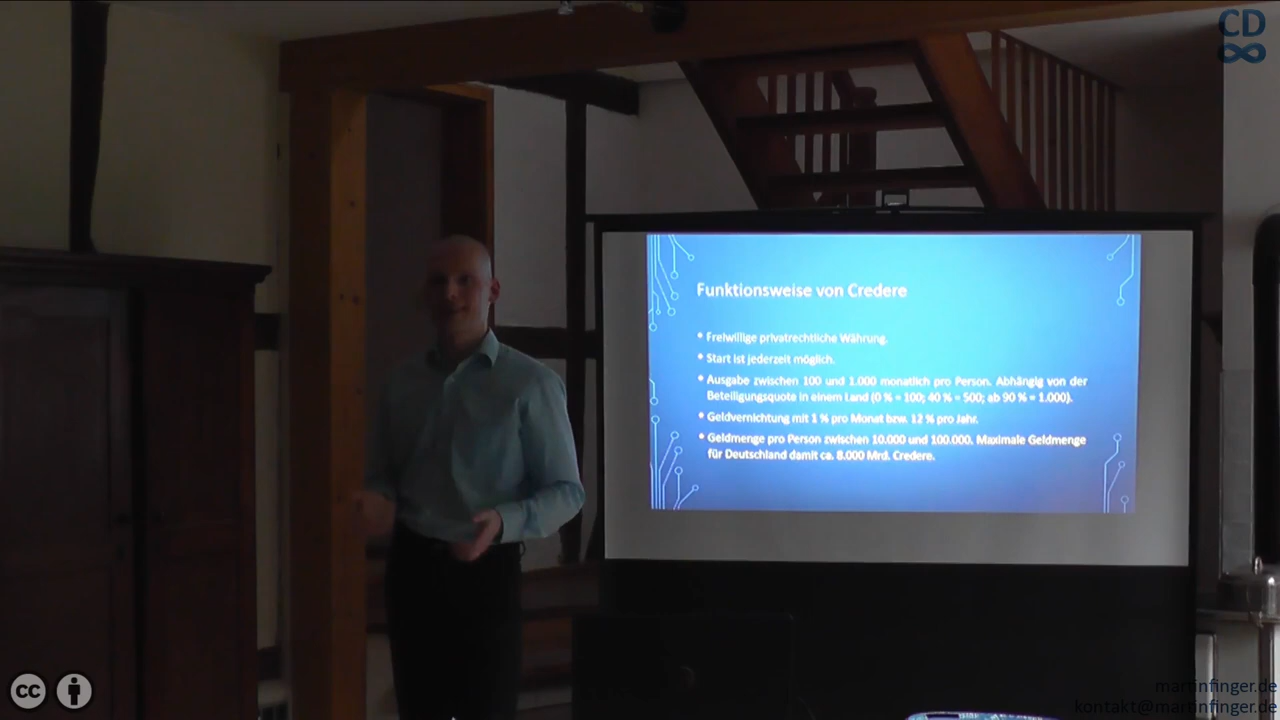 CD
Funktionsweise von Credere
Freiwillige privatrechtliche Währung.
Start ist jederzeit möglich.
Ausgabe zwischen 100 und 1.000 monatlich pro Person. Abhängig von der
Beteiligungsquote in einem Land (0 % = 100; 40 % = 500; ab 90 % = 1.000).
Geldvernichtung mit 1 % pro Monat bzw. 12 % pro Jahr.
Geldmenge pro Person zwischen 10.000 und 100.000. Maximale Geldmenge
für Deutschland damit ca. 8.000 Mrd. Credere.
cc
martinfinger.de
kontakt@martinfinger.de